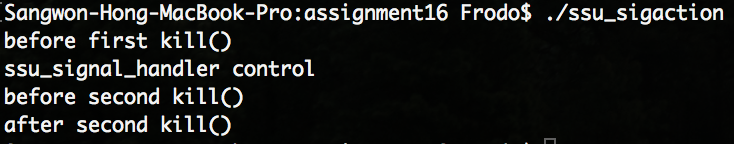 Sangwon-Hong-MacBook-Pro:assignment16 Frodo$ ./ssu_sigaction
before first kill()
ssu_signal_handler control
before second kill()
after second kill()